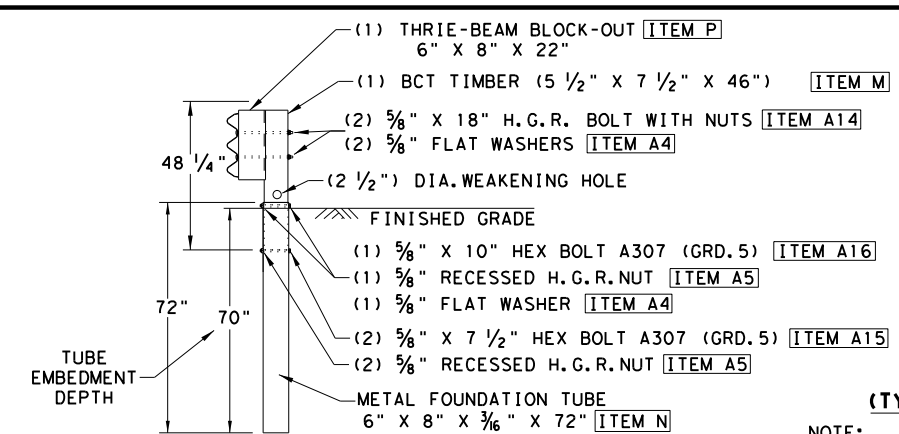 (1) THRIE-BEAM BLOCK-OUT ITEM P
6" X 8" X 22"
(1) BCT TIMBER (5 1/2" X 7 1/2" X 46") ITEM M
(2) 5/8" X 18" H.G.R. BOLT WITH NUTS ITEM A14
(2) 5/8" FLAT WASHERS ITEM A4
48 1/4"
(2 1/2") DIA.WEAKENING HOLE
FINISHED GRADE
(1) 5/8" X 10" HEX BOLT A307 (GRD.5) ITEM A16
(1) 5/8" RECESSED H.G.R.NUT ITEM A5
(1) 5/8" FLAT WASHER ITEM A4
72"
70"
(2) 5/8" X 7 1/2" HEX BOLT A307 (GRD.5) ITEM A15
(2) 5/8" RECESSED H.G.R.NUT ITEM A5
TUBE
EMBEDMENT
DEPTH
METAL FOUNDATION TUBE
6" X 8" X 3/16" X 72" ITEM N
(TY
NOTE: